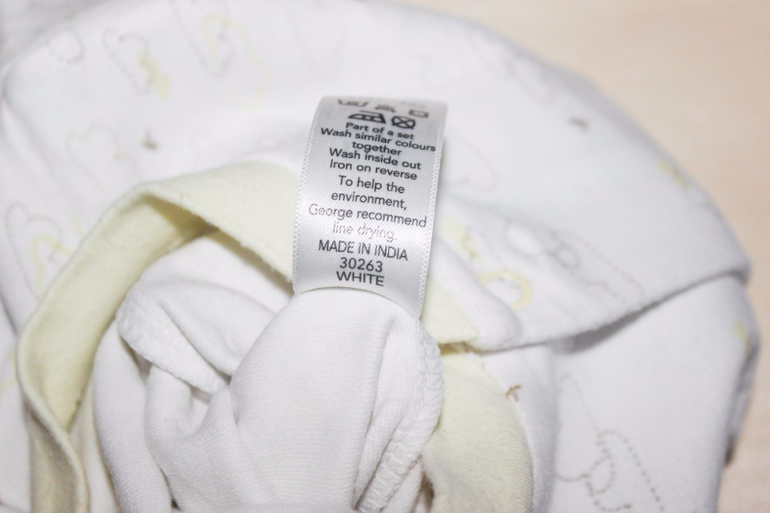 Part of a set
Wash similar colours
together
Wash inside out
Iron on reverse
To help the
environment,
George recommend
line drying.
MADE IN INDIA
30263
WHITE